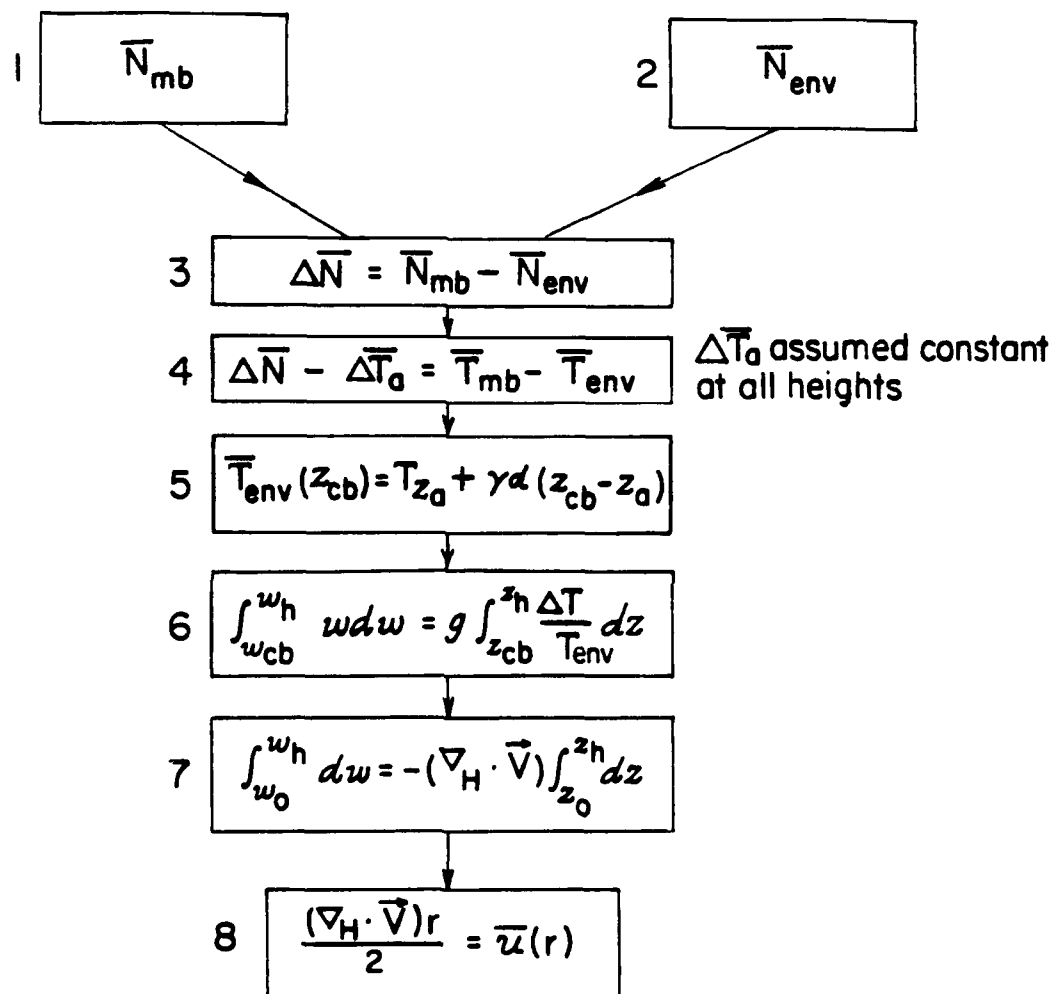 1 N̅mb
2 N̅env
3 ΔN̅ = N̅mb − N̅env
4 ΔN̅ − ΔT̅a = T̅mb − T̅env
ΔT̅a assumed constant
at all heights
5 T̅env(zcb) = Tza + γd (zcb - za)
6 ∫wcb^wh wdw = g ∫zcb^zh ΔT/Tenv dz
7 ∫w0^wh dw = -(∇H · V⃗) ∫z0^zh dz
8 (∇H · V⃗)r / 2 = u̅(r)